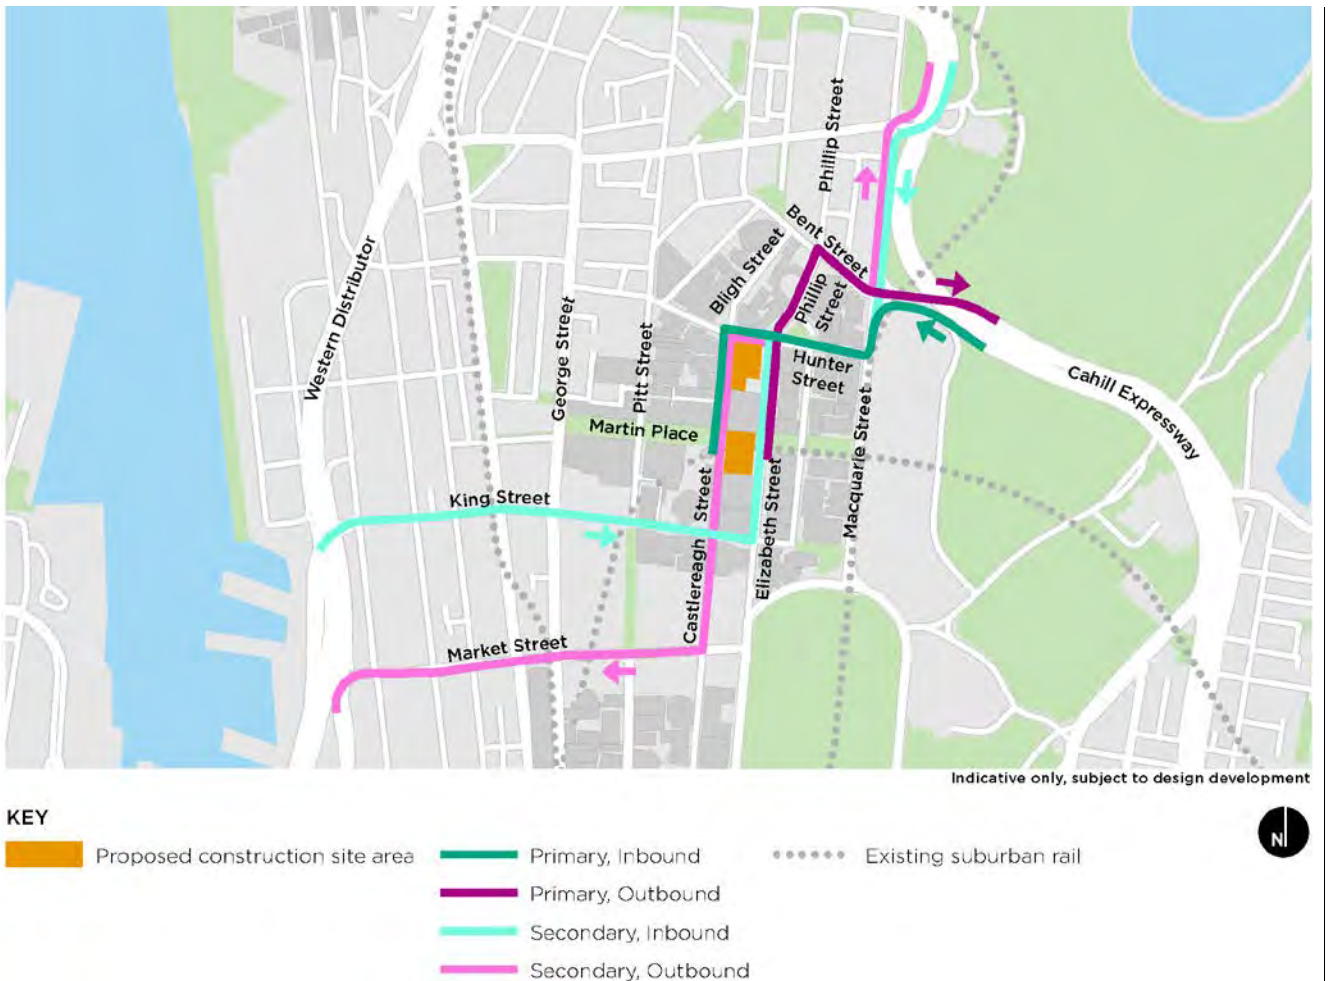 Phillip Street
Bent Street
Bligh Street
Phillip
Street
Western Distributor
George Street
Pitt Street
Hunter
Street
Cahill Expressway
Martin Place
Macquarie Street
King Street
Castlereagh Street
Elizabeth Street
Market Street
Indicative only, subject to design development
KEY
N
Proposed construction site area
Primary, Inbound
Existing suburban rail
Primary, Outbound
Secondary, Inbound
Secondary, Outbound